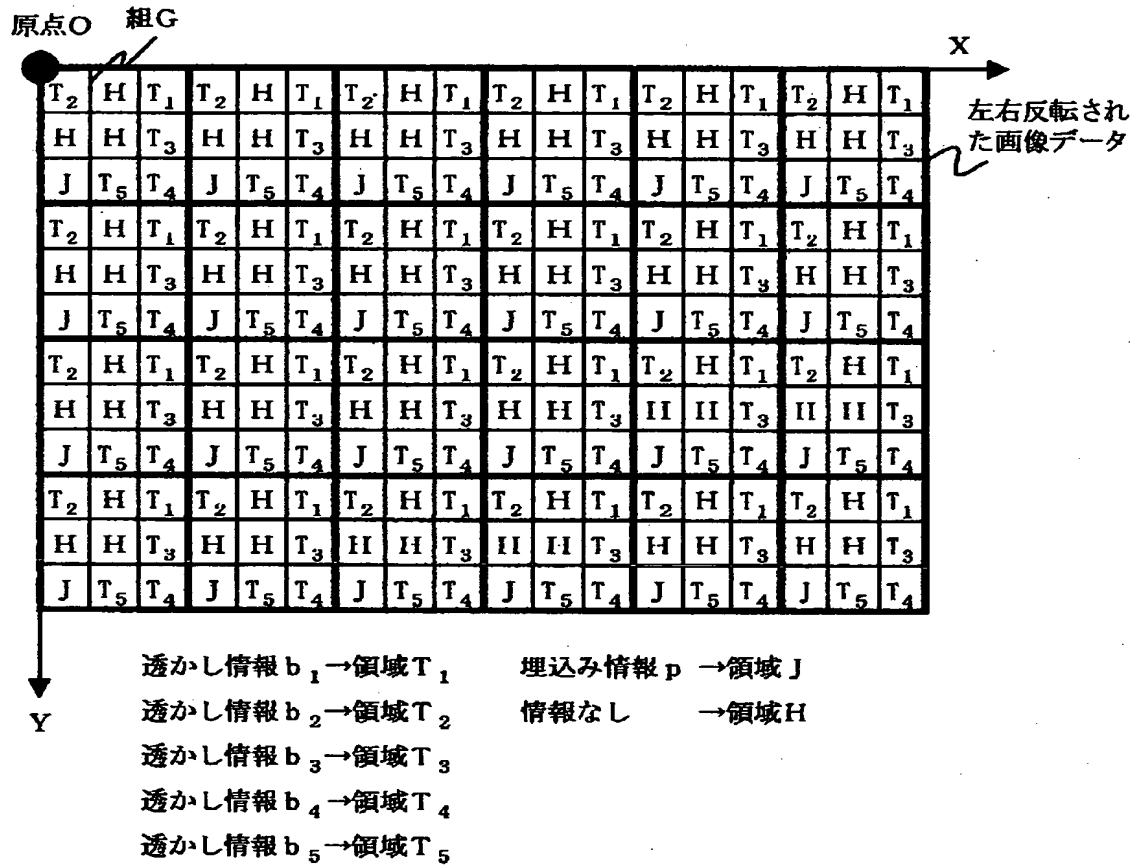 原点O 組G
X
T₂ H T₁ T₂ H T₁ T₂ H T₁ T₂ H T₁ T₂ H T₁ T₂ H T₁
H H T₃ H H T₃ H H T₃ H H T₃ H H T₃ H H T₃
J T₅ T₄ J T₅ T₄ J T₅ T₄ J T₅ T₄ J T₅ T₄ J T₅ T₄
T₂ H T₁ T₂ H T₁ T₂ H T₁ T₂ H T₁ T₂ H T₁ T₂ H T₁
H H T₃ H H T₃ H H T₃ H H T₃ H H T₃ H H T₃
J T₅ T₄ J T₅ T₄ J T₅ T₄ J T₅ T₄ J T₅ T₄ J T₅ T₄
T₂ H T₁ T₂ H T₁ T₂ H T₁ T₂ H T₁ T₂ H T₁ T₂ H T₁
H H T₃ H H T₃ H H T₃ H H T₃ H H T₃ H H T₃
J T₅ T₄ J T₅ T₄ J T₅ T₄ J T₅ T₄ J T₅ T₄ J T₅ T₄
T₂ H T₁ T₂ H T₁ T₂ H T₁ T₂ H T₁ T₂ H T₁ T₂ H T₁
H H T₃ H H T₃ H H T₃ H H T₃ H H T₃ H H T₃
J T₅ T₄ J T₅ T₄ J T₅ T₄ J T₅ T₄ J T₅ T₄ J T₅ T₄
左右反転され
た画像データ
Y
透かし情報b₁→領域T₁ 埋込み情報p →領域J
透かし情報b₂→領域T₂ 情報なし →領域H
透かし情報b₃→領域T₃
透かし情報b₄→領域T₄
透かし情報b₅→領域T₅